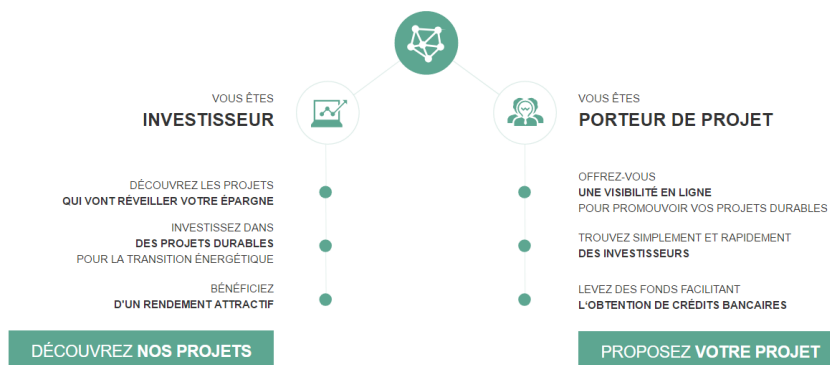 VOUS ÊTES
INVESTISSEUR
DÉCOUVREZ LES PROJETS
QUI VONT RÉVEILLER VOTRE ÉPARGNE
INVESTISSEZ DANS
DES PROJETS DURABLES
POUR LA TRANSITION ÉNERGÉTIQUE
BÉNÉFICIEZ
D'UN RENDEMENT ATTRACTIF
DÉCOUVREZ NOS PROJETS
VOUS ÊTES
PORTEUR DE PROJET
OFFREZ-VOUS
UNE VISIBILITÉ EN LIGNE
POUR PROMOUVOIR VOS PROJETS DURABLES
TROUVEZ SIMPLEMENT ET RAPIDEMENT
DES INVESTISSEURS
LEVEZ DES FONDS FACILITANT
L'OBTENTION DE CRÉDITS BANCAIRES
PROPOSEZ VOTRE PROJET